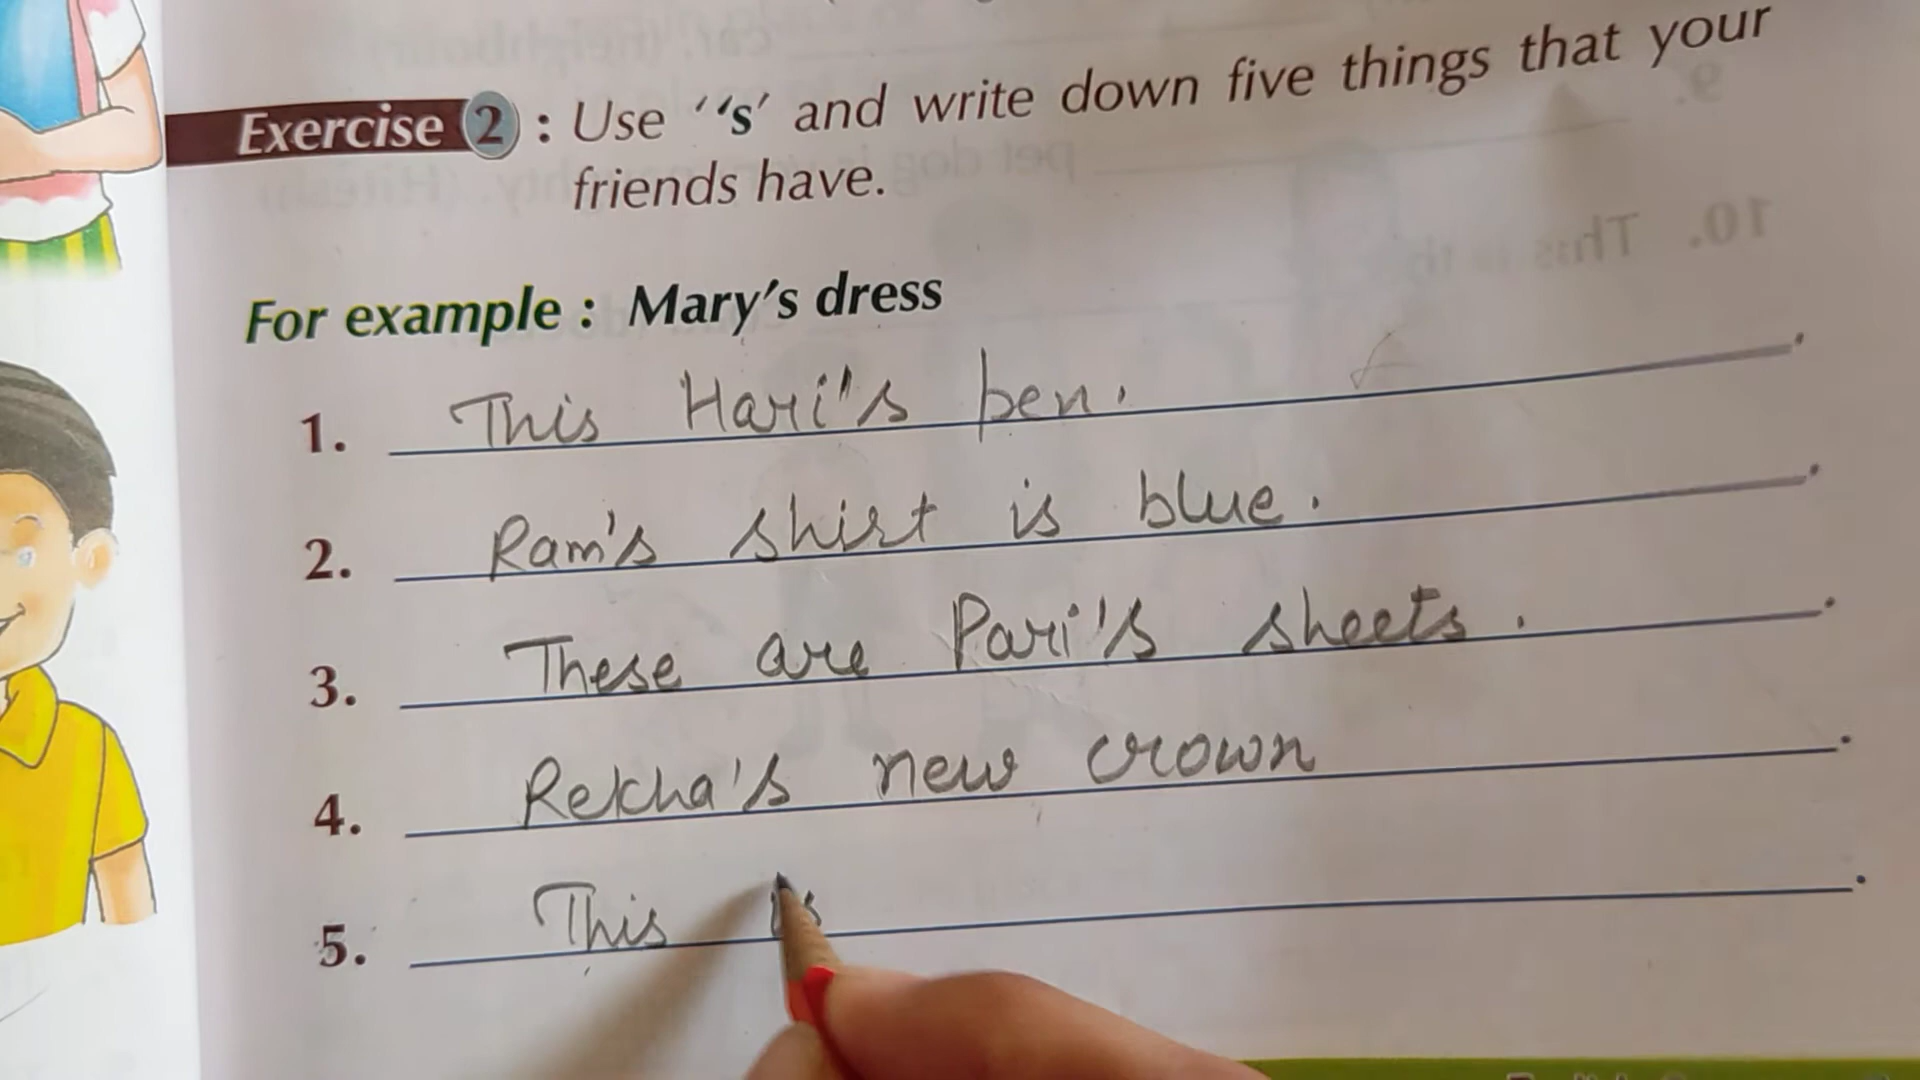 Exercise 2 : Use ‘‘s’ and write down five things that your
friends have.
For example : Mary’s dress
1. This Hari's pen.
2. Ram's shirt is blue.
3. These are Pari's sheets.
4. Rekha's new crown
5. This is